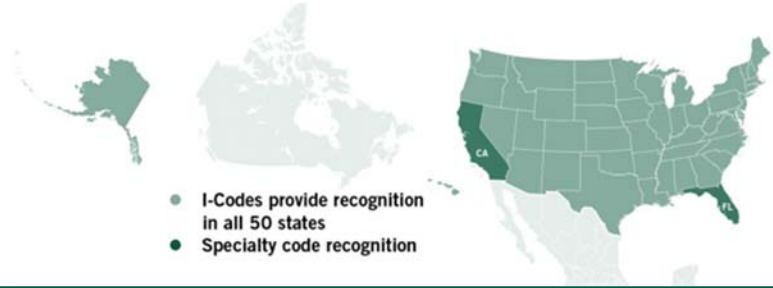 CA
FL
I-Codes provide recognition
in all 50 states
Specialty code recognition